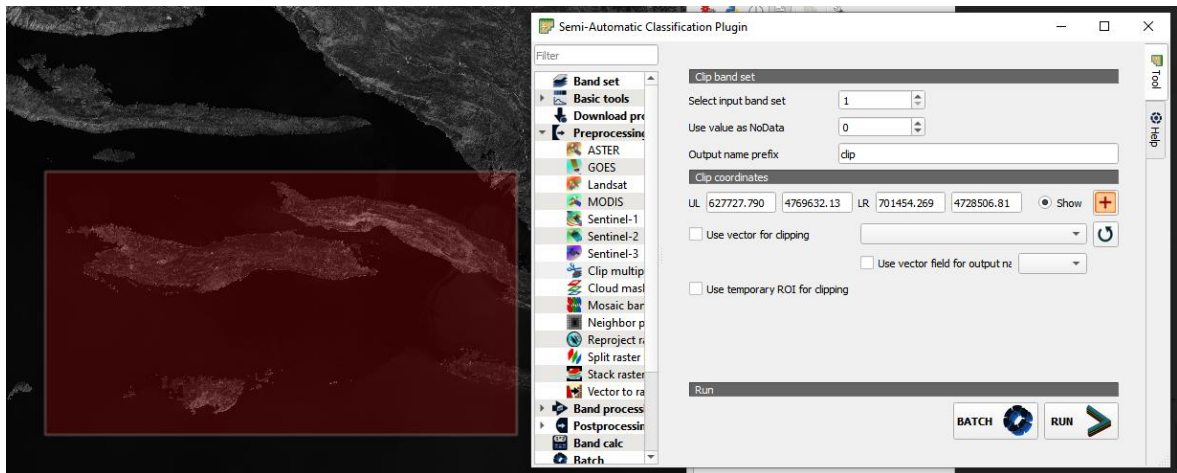 Semi-Automatic Classification Plugin
Filter
Band set
Basic tools
Download pro
Preprocessing
ASTER
GOES
Landsat
MODIS
Sentinel-1
Sentinel-2
Sentinel-3
Clip multip
Cloud mas
Mosaic ban
Neighbor p
Reproject ra
Split raster
Stack raster
Vector to ra
Band process
Postprocessin
Band calc
Batch
Clip band set
Select input band set 1
Use value as NoData 0
Output name prefix clip
Clip coordinates
UL 627727.790 4769632.13 LR 701454.269 4728506.81 Show
Use vector for clipping
Use vector field for output na
Use temporary ROI for clipping
Run
BATCH RUN
Tool
Help